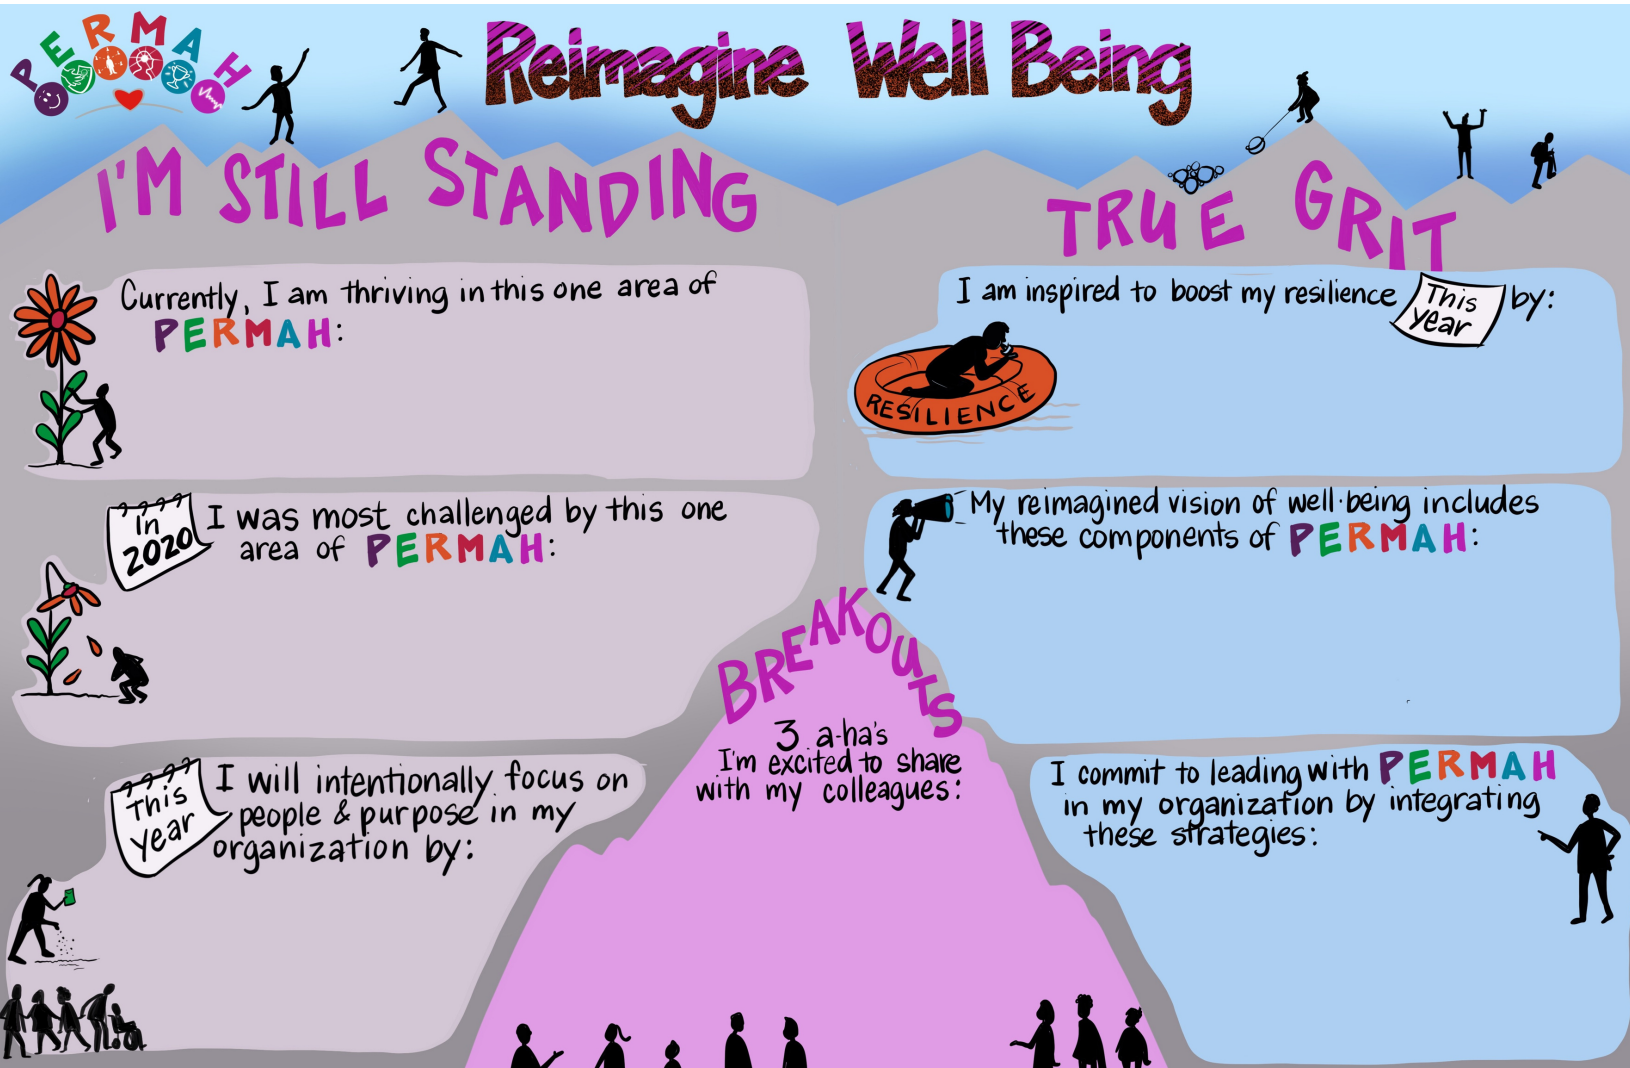 PERMAH
Reimagine Well Being
I'M STILL STANDING
Currently, I am thriving in this one area of
PERMAH:
In
2020
I was most challenged by this one
area of PERMAH:
This
year
I will intentionally focus on
people & purpose in my
organization by:
BREAKOUTS
3 a-ha's
I'm excited to share
with my colleagues:
TRUE GRIT
I am inspired to boost my resilience This
year by:
RESILIENCE
My reimagined vision of well-being includes
these components of PERMAH:
I commit to leading with PERMAH
in my organization by integrating
these strategies: